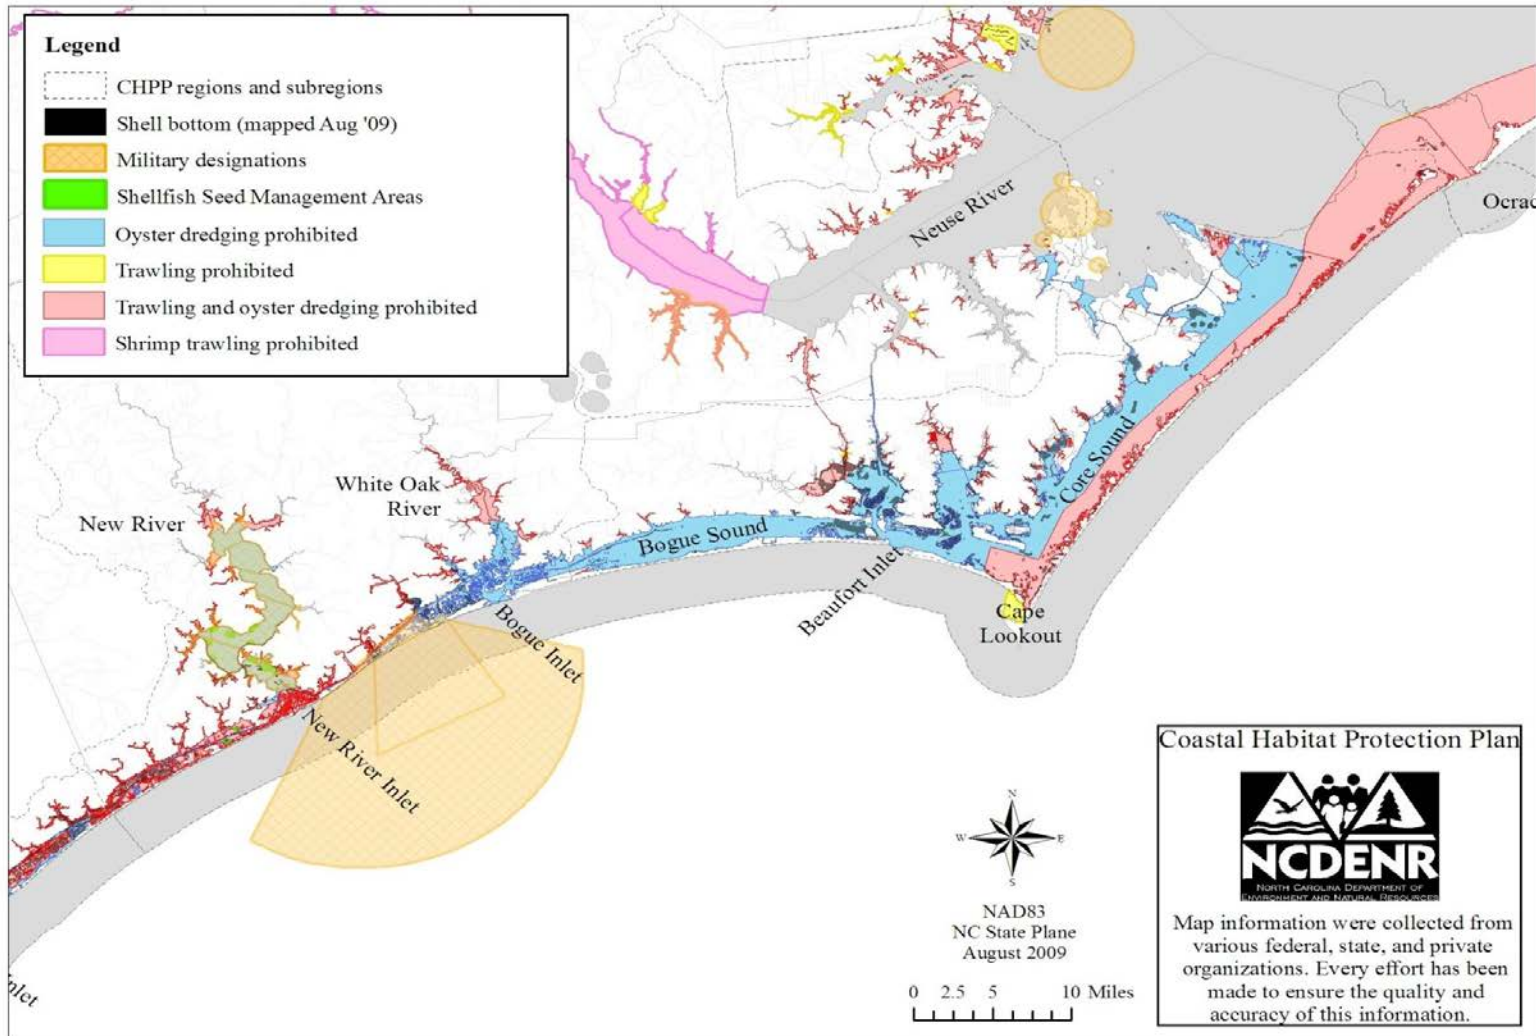 Legend
CHPP regions and subregions
Shell bottom (mapped Aug '09)
Military designations
Shellfish Seed Management Areas
Oyster dredging prohibited
Trawling prohibited
Trawling and oyster dredging prohibited
Shrimp trawling prohibited
Neuse River
Ocrac
White Oak
River
New River
Core Sound
Bogue Sound
Beaufort Inlet
Cape
Lookout
Bogue Inlet
New River Inlet
nlet
N
W
E
S
NAD83
NC State Plane
August 2009
0 2.5 5 10 Miles
Coastal Habitat Protection Plan
NCDENR
NORTH CAROLINA DEPARTMENT OF
ENVIRONMENT AND NATURAL RESOURCES
Map information were collected from
various federal, state, and private
organizations. Every effort has been
made to ensure the quality and
accuracy of this information.